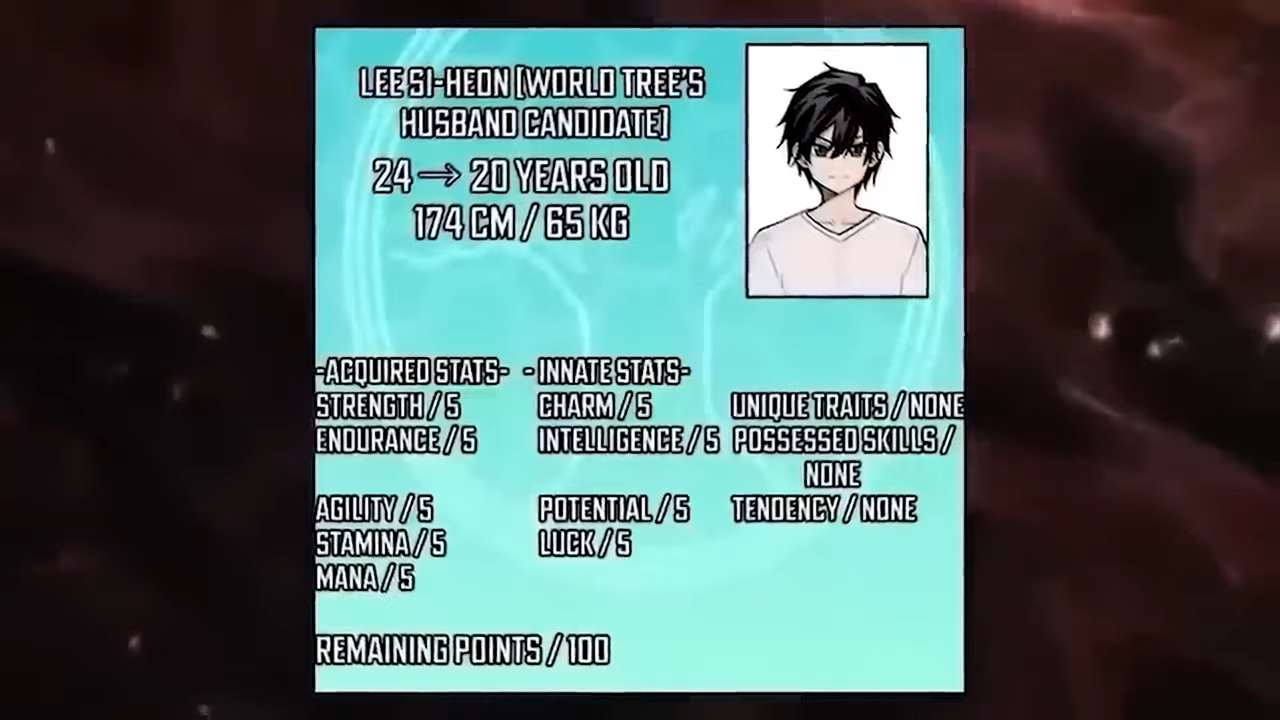 LEE SI-HEON [WORLD TREE'S
HUSBAND CANDIDATE]
24 → 20 YEARS OLD
174 CM / 65 KG
-ACQUIRED STATS-
STRENGTH / 5
ENDURANCE / 5
AGILITY / 5
STAMINA / 5
MANA / 5
- INNATE STATS-
CHARM / 5
INTELLIGENCE / 5
POTENTIAL / 5
LUCK / 5
UNIQUE TRAITS / NONE
POSSESSED SKILLS /
NONE
TENDENCY / NONE
REMAINING POINTS / 100